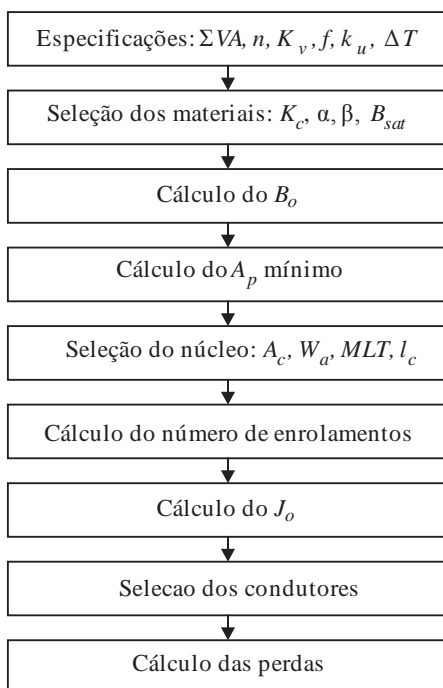 Especificações: ΣVA, n, K_v, f, k_u, ΔT
Seleção dos materiais: K_c, α, β, B_sat
Cálculo do B_o
Cálculo do A_p mínimo
Seleção do núcleo: A_c, W_a, MLT, l_c
Cálculo do número de enrolamentos
Cálculo do J_o
Selecao dos condutores
Cálculo das perdas